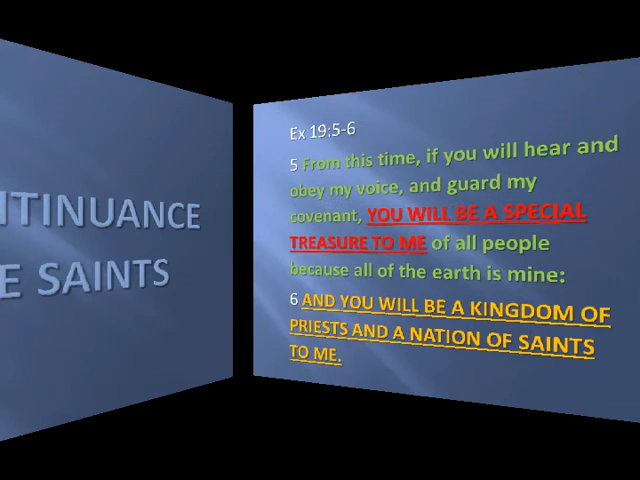 ITINUANCE
E SAINTS
Ex 19:5-6
5 From this time, if you will hear and
obey my voice, and guard my
covenant, YOU WILL BE A SPECIAL
TREASURE TO ME of all people
because all of the earth is mine:
6 AND YOU WILL BE A KINGDOM OF
PRIESTS AND A NATION OF SAINTS
TO ME.